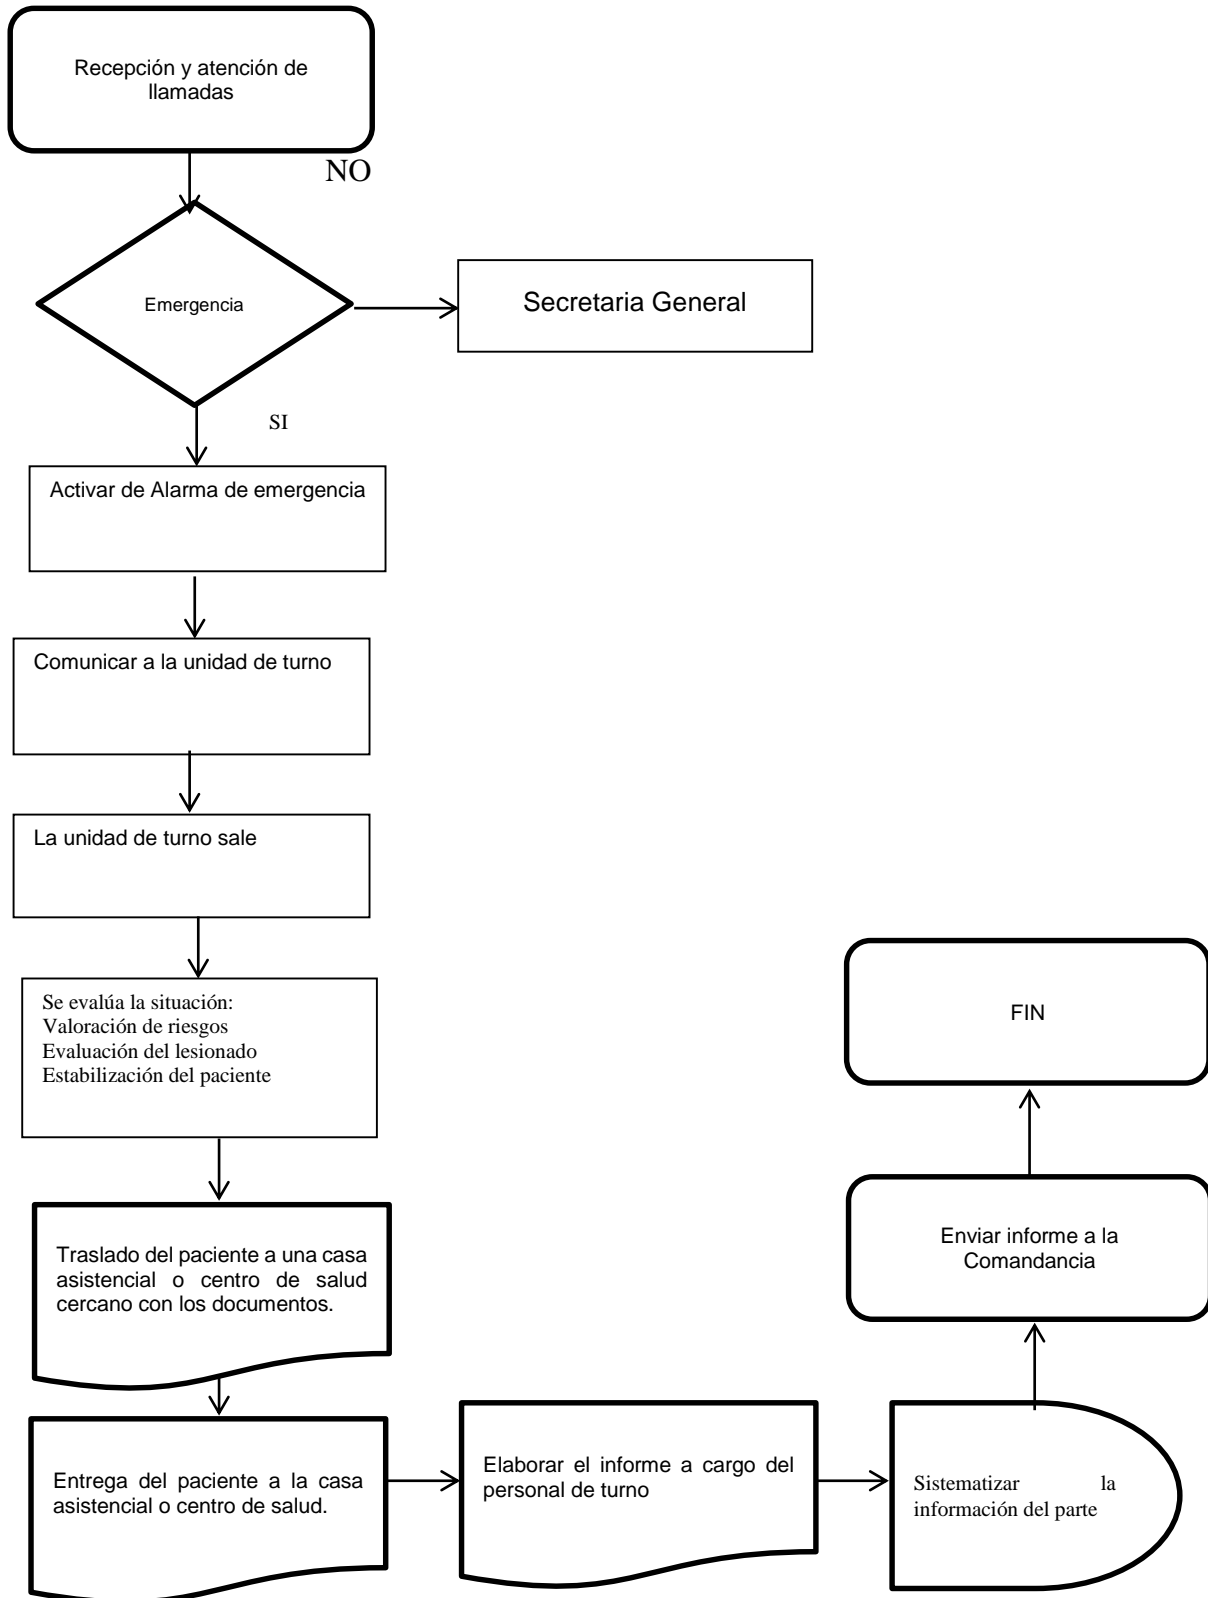 Recepción y atención de
llamadas
NO
Emergencia
Secretaria General
SI
Activar de Alarma de emergencia
Comunicar a la unidad de turno
La unidad de turno sale
Se evalúa la situación:
Valoración de riesgos
Evaluación del lesionado
Estabilización del paciente
Traslado del paciente a una casa
asistencial o centro de salud
cercano con los documentos.
Entrega del paciente a la casa
asistencial o centro de salud.
Elaborar el informe a cargo del
personal de turno
Sistematizar la
información del parte
Enviar informe a la
Comandancia
FIN